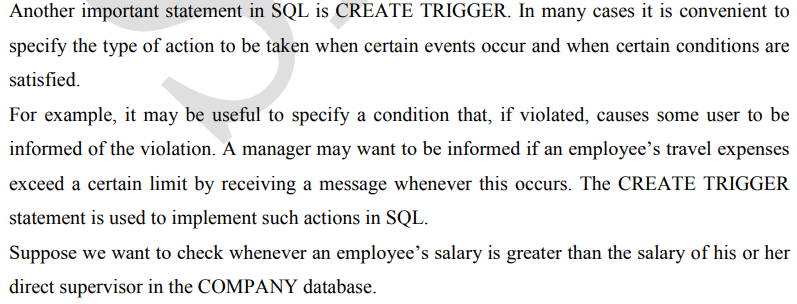 Another important statement in SQL is CREATE TRIGGER. In many cases it is convenient to
specify the type of action to be taken when certain events occur and when certain conditions are
satisfied.
For example, it may be useful to specify a condition that, if violated, causes some user to be
informed of the violation. A manager may want to be informed if an employee’s travel expenses
exceed a certain limit by receiving a message whenever this occurs. The CREATE TRIGGER
statement is used to implement such actions in SQL.
Suppose we want to check whenever an employee’s salary is greater than the salary of his or her
direct supervisor in the COMPANY database.